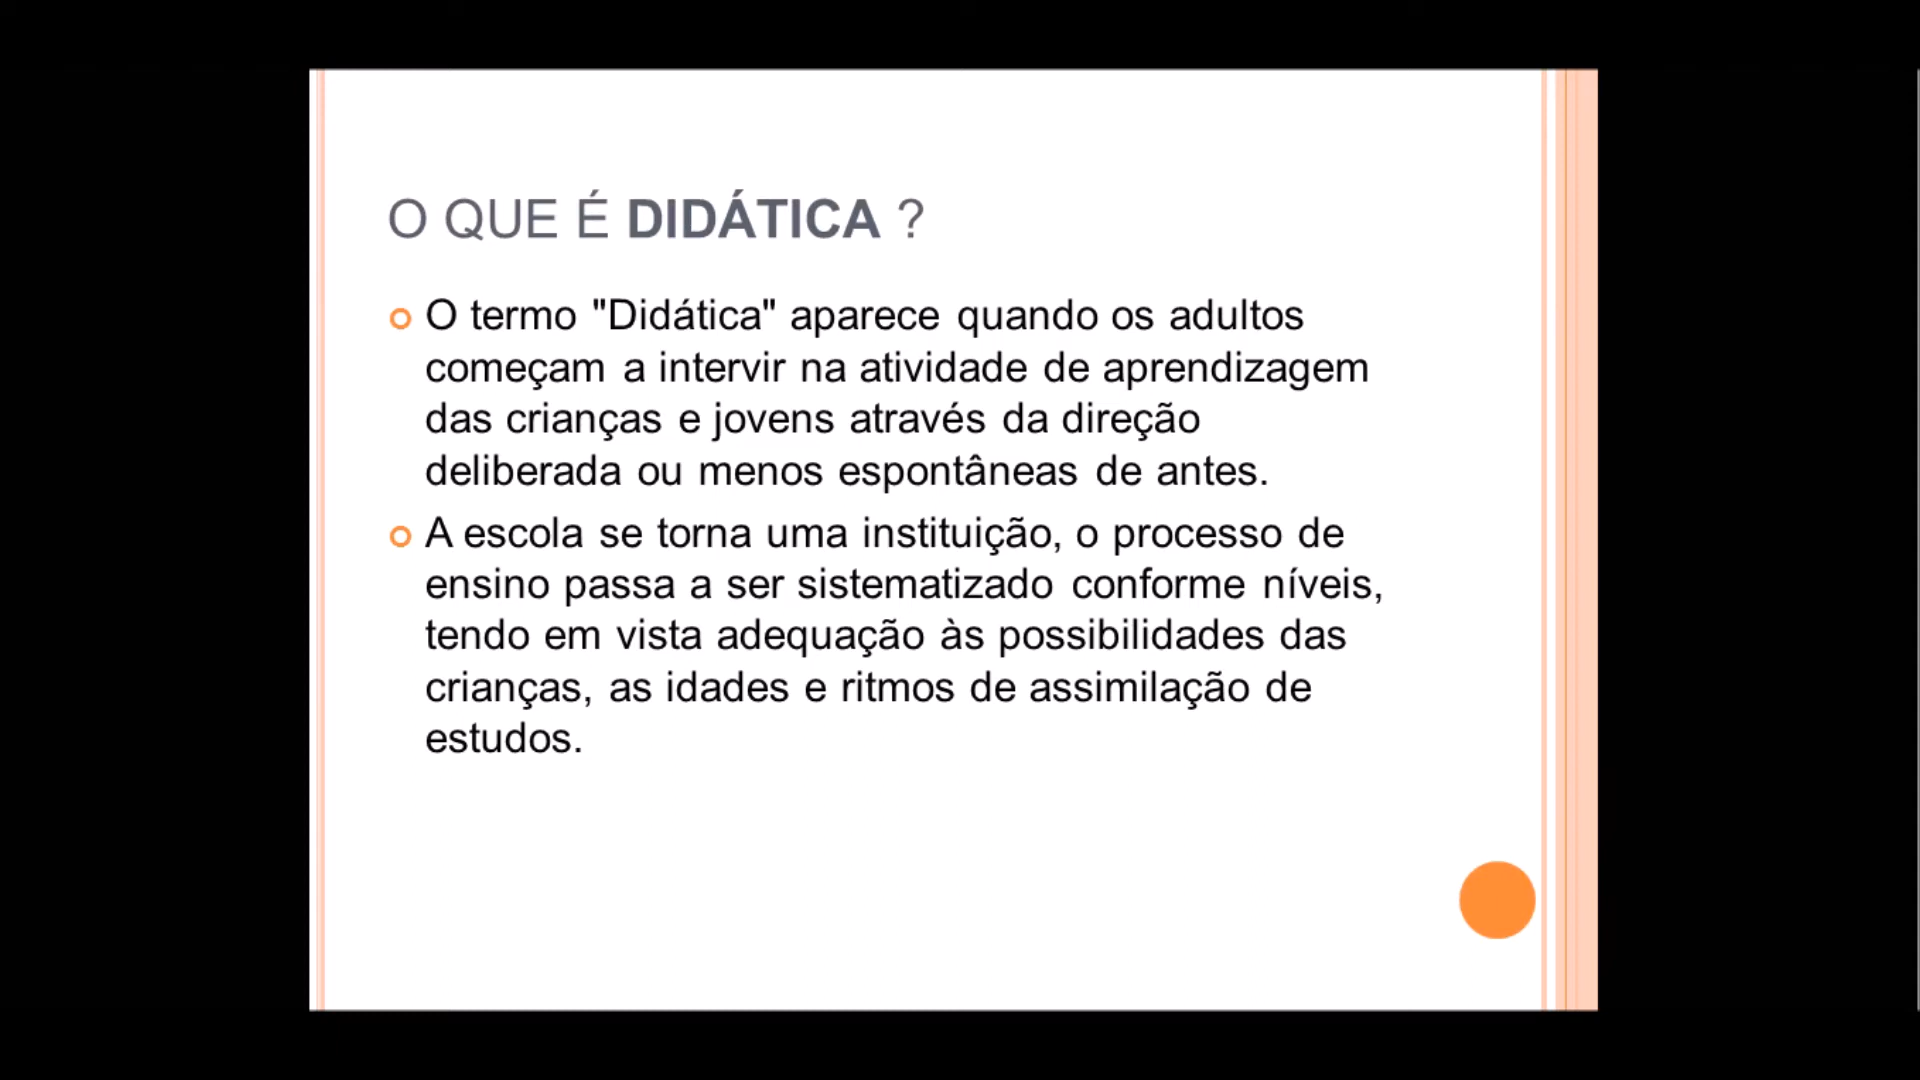 O QUE É DIDÁTICA ?
O termo "Didática" aparece quando os adultos
começam a intervir na atividade de aprendizagem
das crianças e jovens através da direção
deliberada ou menos espontâneas de antes.
A escola se torna uma instituição, o processo de
ensino passa a ser sistematizado conforme níveis,
tendo em vista adequação às possibilidades das
crianças, as idades e ritmos de assimilação de
estudos.